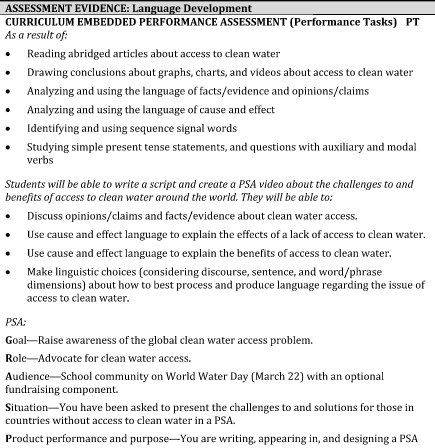 ASSESSMENT EVIDENCE: Language Development
CURRICULUM EMBEDDED PERFORMANCE ASSESSMENT (Performance Tasks) PT
As a result of:
• Reading abridged articles about access to clean water
• Drawing conclusions about graphs, charts, and videos about access to clean water
• Analyzing and using the language of facts/evidence and opinions/claims
• Analyzing and using the language of cause and effect
• Identifying and using sequence signal words
• Studying simple present tense statements, and questions with auxiliary and modal
verbs
Students will be able to write a script and create a PSA video about the challenges to and
benefits of access to clean water around the world. They will be able to:
• Discuss opinions/claims and facts/evidence about clean water access.
• Use cause and effect language to explain the effects of a lack of access to clean water.
• Use cause and effect language to explain the benefits of access to clean water.
• Make linguistic choices (considering discourse, sentence, and word/phrase
dimensions) about how to best process and produce language regarding the issue of
access to clean water.
PSA:
Goal—Raise awareness of the global clean water access problem.
Role—Advocate for clean water access.
Audience—School community on World Water Day (March 22) with an optional
fundraising component.
Situation—You have been asked to present the challenges to and solutions for those in
countries without access to clean water in a PSA.
Product performance and purpose—You are writing, appearing in, and designing a PSA